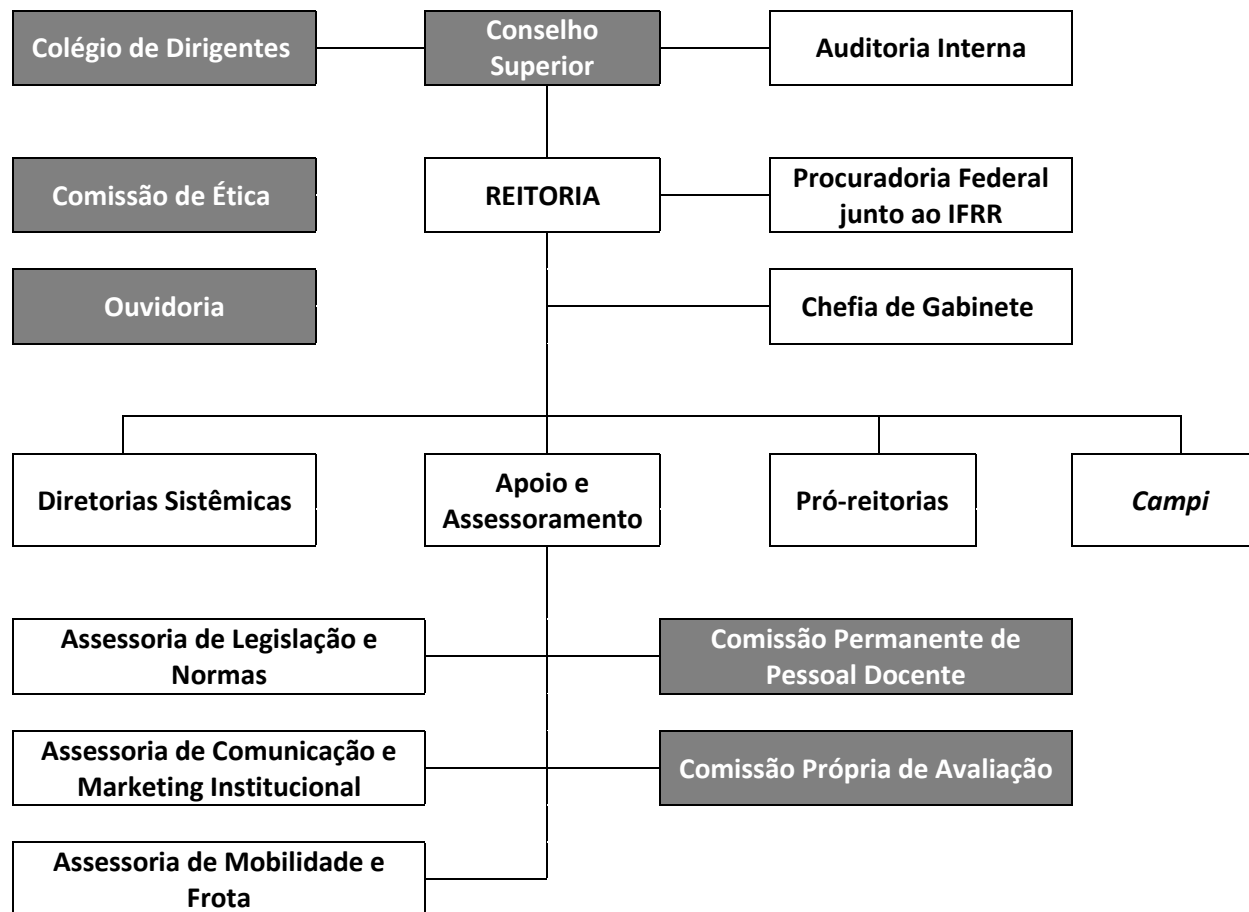 Colégio de Dirigentes
Conselho
Superior
Auditoria Interna
Comissão de Ética
REITORIA
Procuradoria Federal
junto ao IFRR
Ouvidoria
Chefia de Gabinete
Diretorias Sistêmicas
Apoio e
Assessoramento
Pró-reitorias
Campi
Assessoria de Legislação e
Normas
Comissão Permanente de
Pessoal Docente
Assessoria de Comunicação e
Marketing Institucional
Comissão Própria de Avaliação
Assessoria de Mobilidade e
Frota